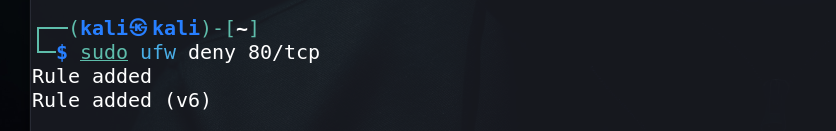 ┌──(kali㉿kali)-[~]
└─$ sudo ufw deny 80/tcp
Rule added
Rule added (v6)